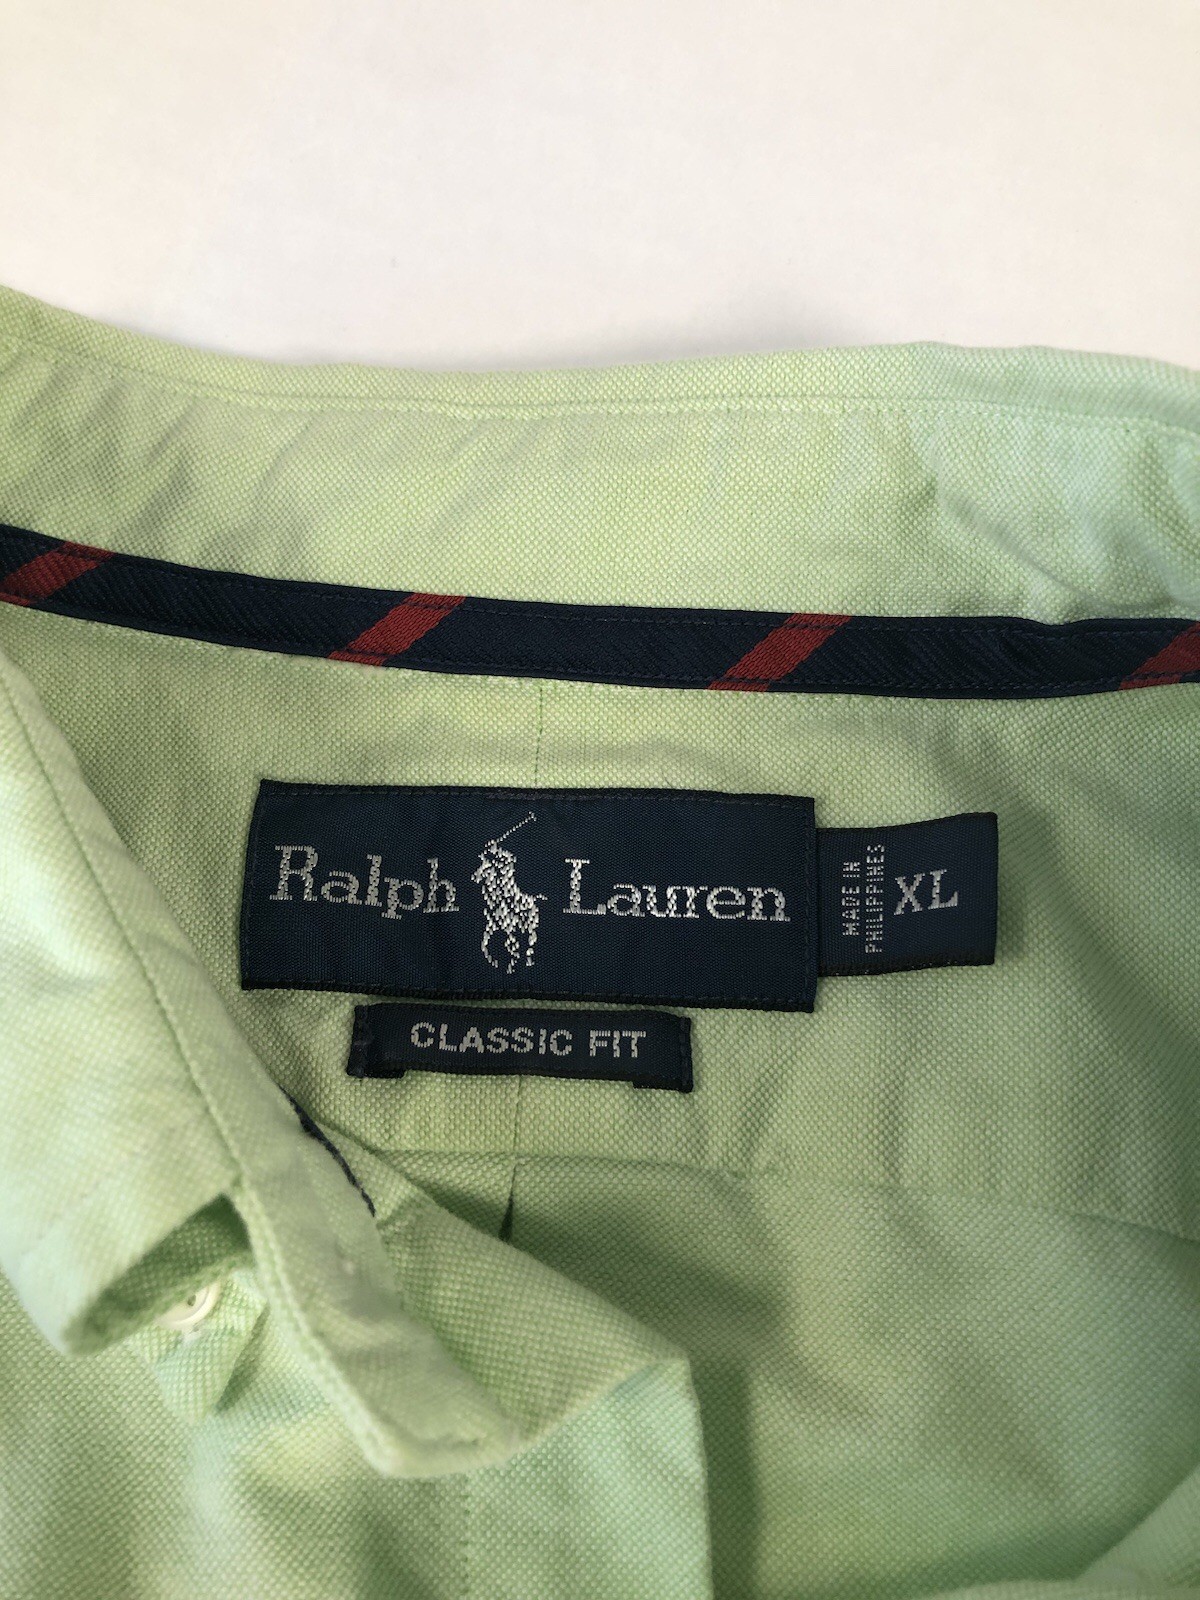 Ralph Lauren
MADE IN
PHILIPPINES
XL
CLASSIC FIT